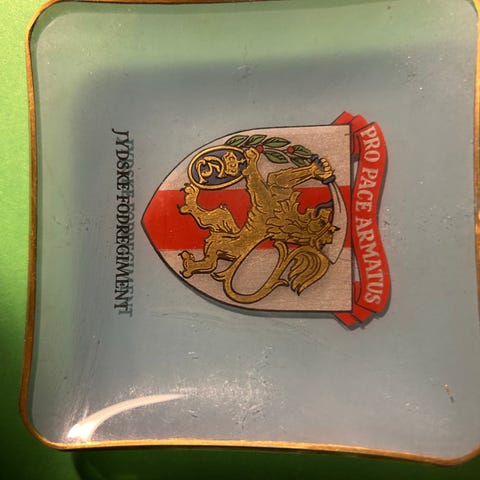 PRO PACE ARMATUS
JYDSKE FODREGIMENT